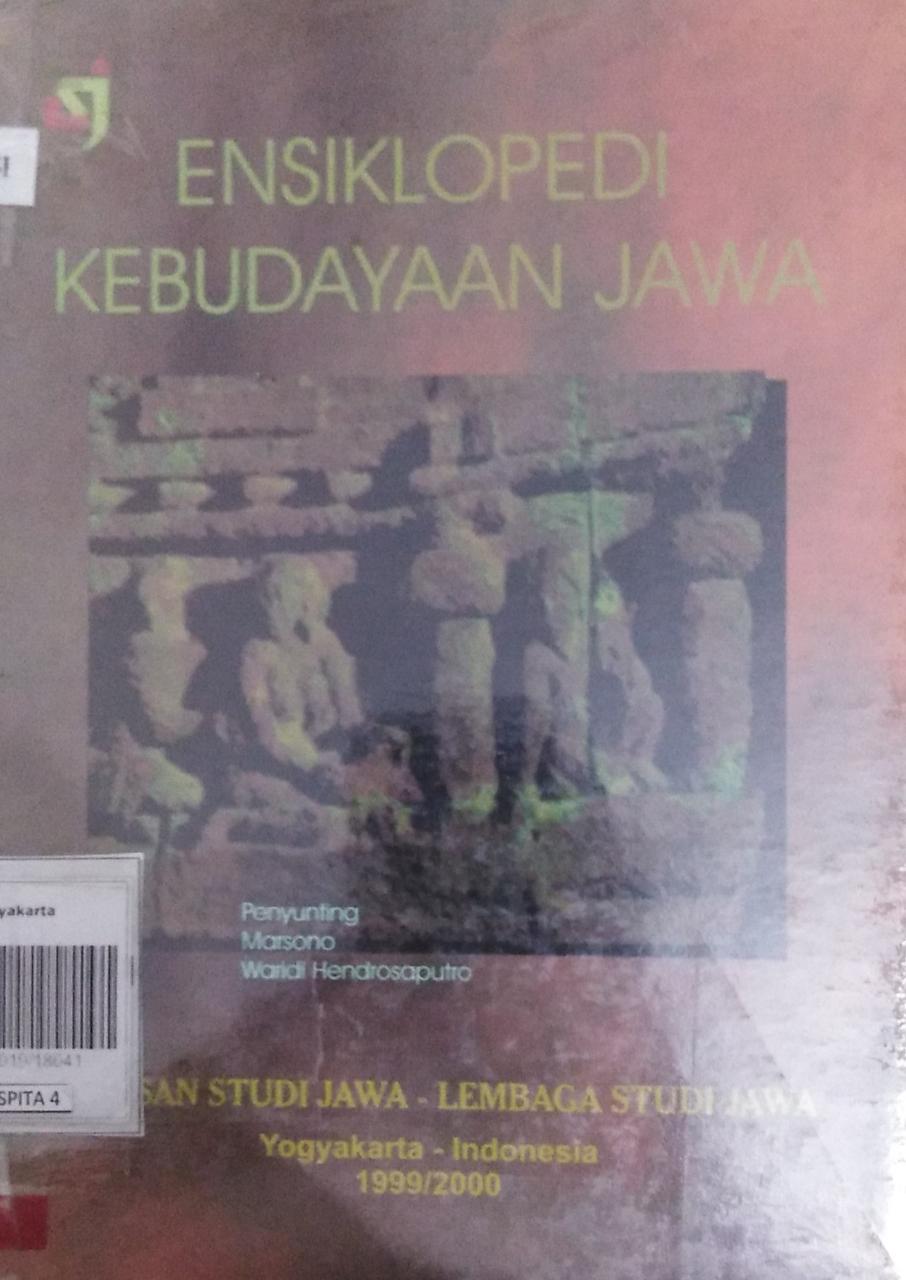 ENSIKLOPEDI
KEBUDAYAAN JAWA
Penyunting
Marsono
Waridi Hendrosaputro
yakarta
SPITA 4
SAN STUDI JAWA - LEMBAGA STUDI JAWA
Yogyakarta - Indonesia
1999/2000